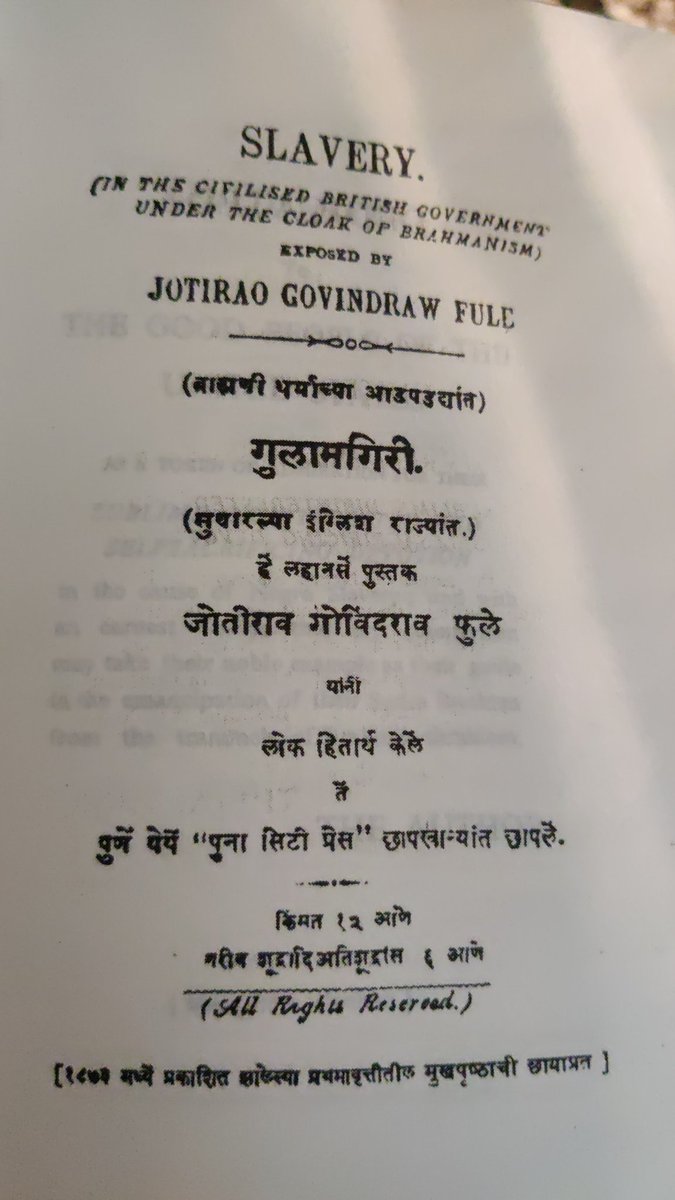 SLAVERY.
(IN THS CIVILISED BRITISH GOVERNMENT
UNDER THE CLOAK OF BRAHMANISM)
EXPOSED BY
JOTIRAO GOVINDRAW FULE
(ब्राह्मणी धर्माच्या आडपडद्यांत)
गुलामगिरी.
(सुधारल्या इंग्लिश राज्यांत.)
हें लहानसें पुस्तक
जोतीराव गोविंदराव फुले
यांनीं
लोक हितार्थ केलें
तें
पुणें येथें “पुना सिटी प्रेस” छापखान्यांत छापलें.
किंमत १२ आणे
गरीब शूद्रादिअतिशूद्रांस ६ आणे
(All Rights Reserved.)
[१८७३ मध्यें प्रकाशित झालेल्या प्रथमावृत्तीतील मुखपृष्ठाची छायाप्रत ]